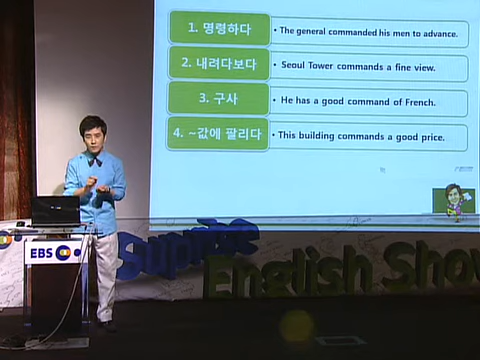 1. 명령하다
• The general commanded his men to advance.
2. 내려다보다
• Seoul Tower commands a fine view.
3. 구사
• He has a good command of French.
4. ~값에 팔리다
• This building commands a good price.
EBS
English Show